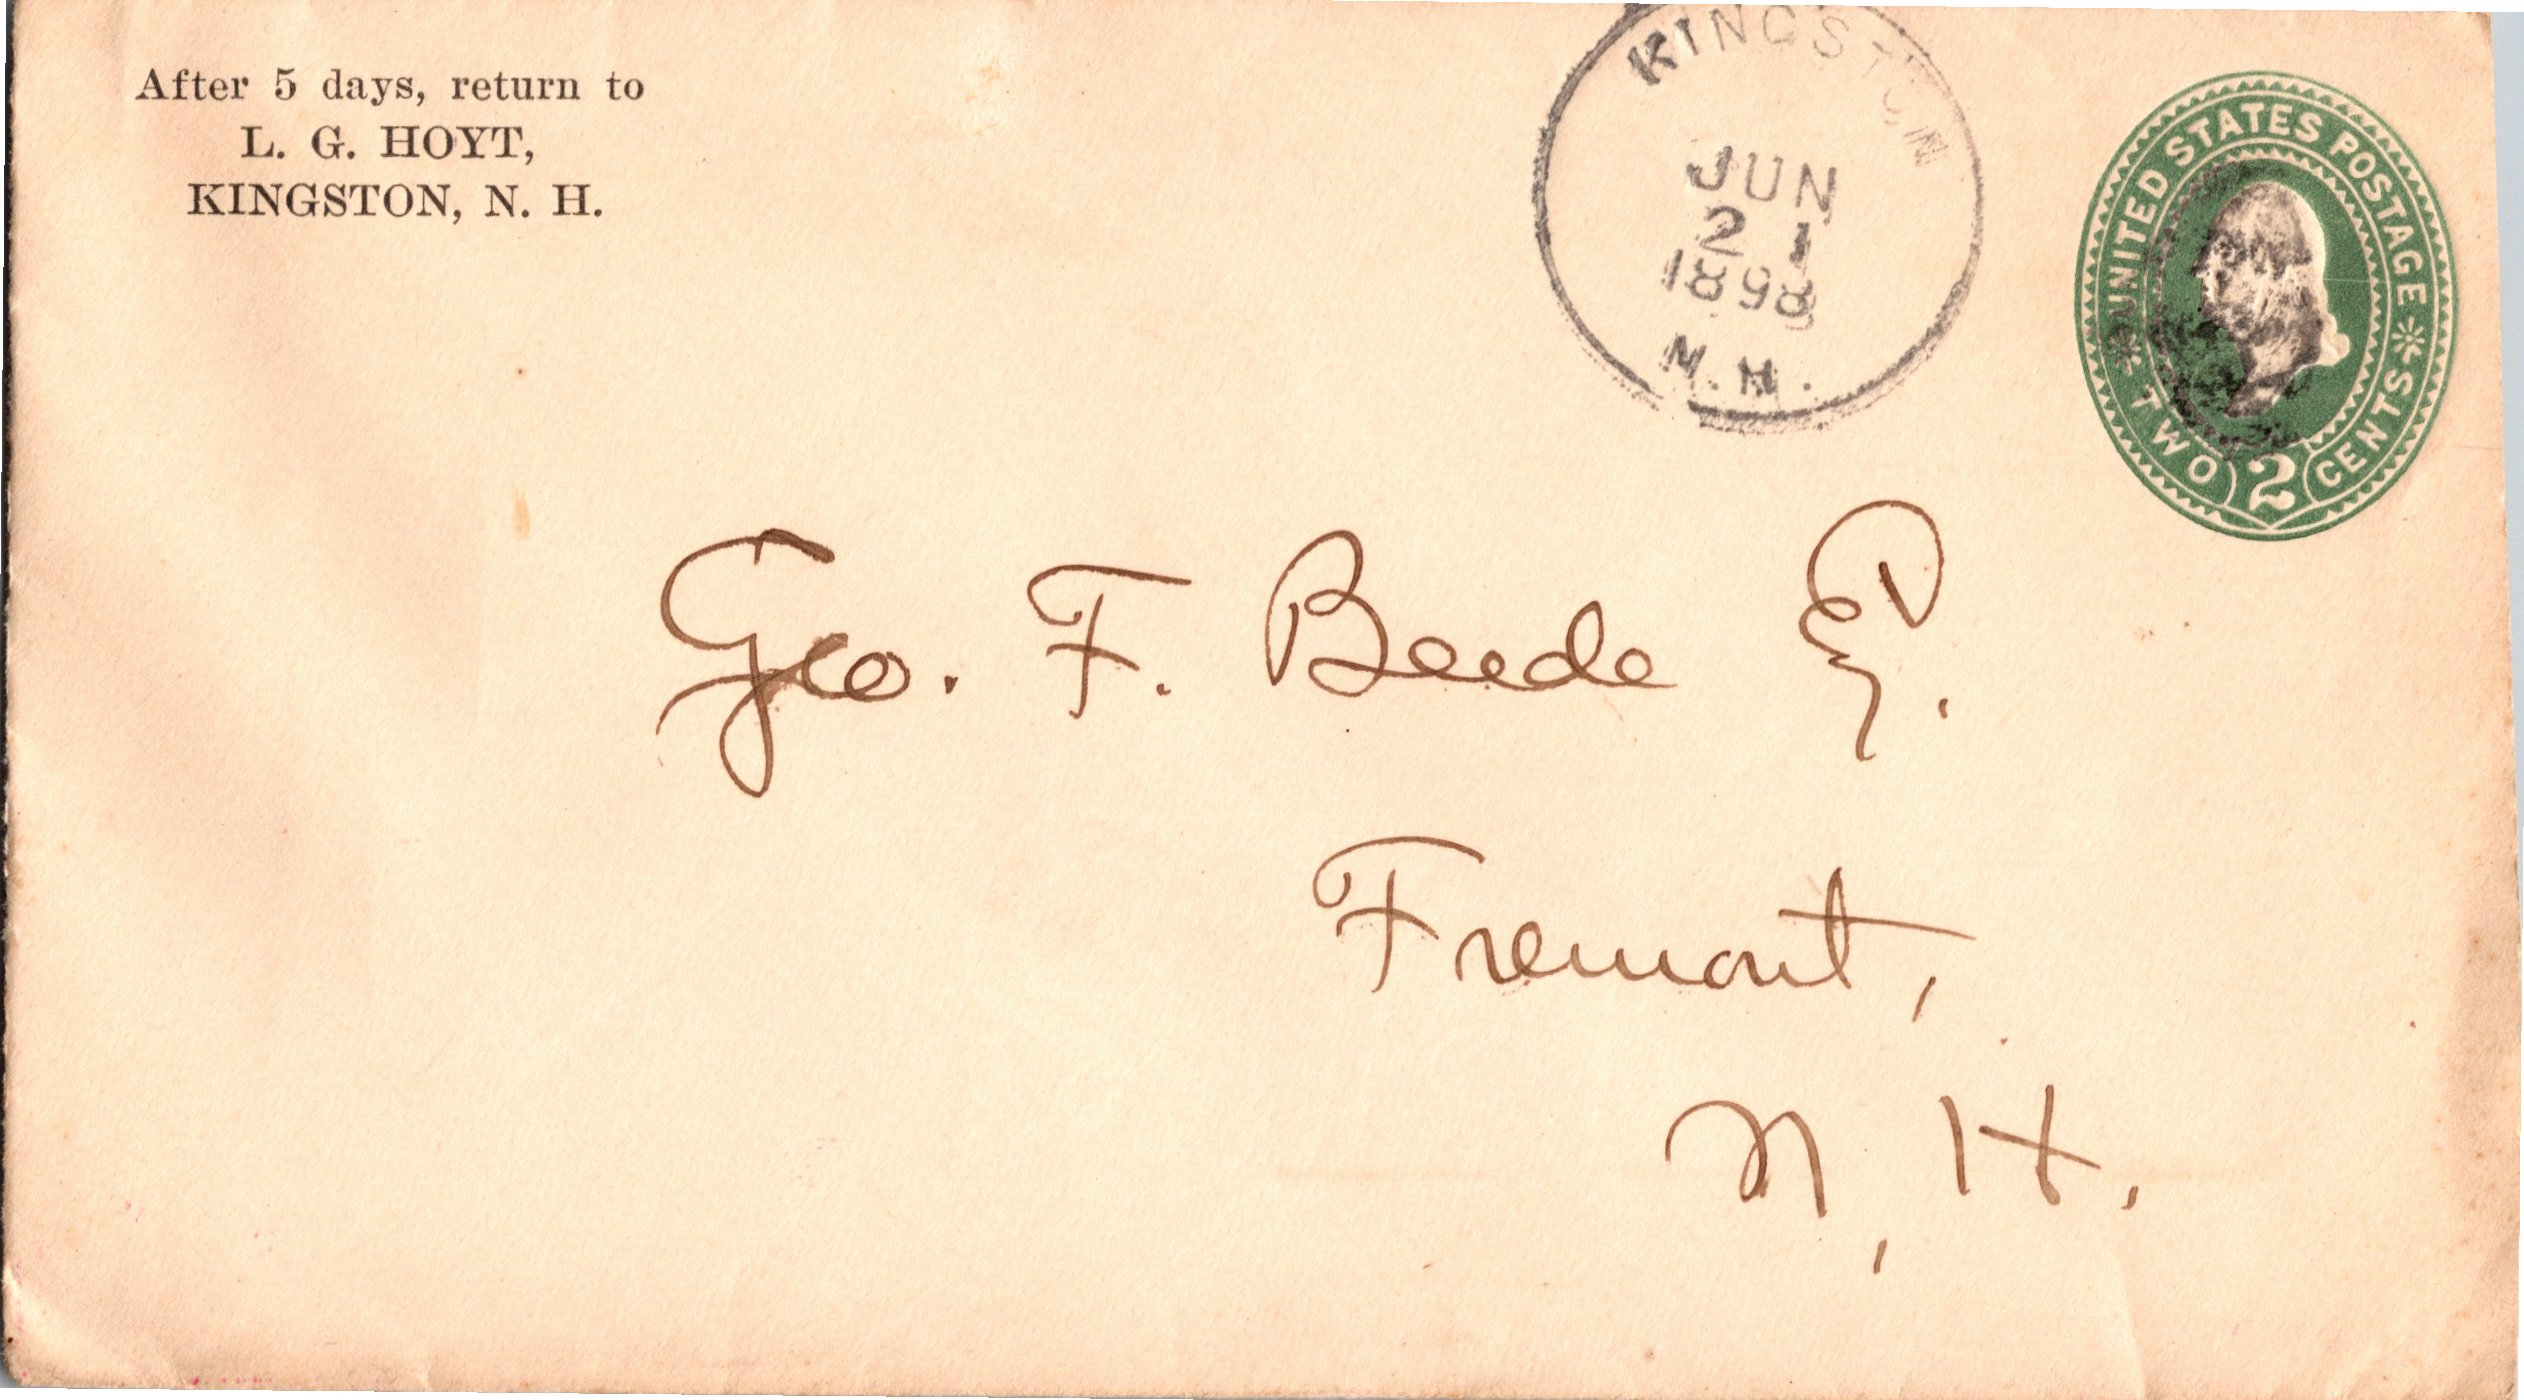 After 5 days, return to
L. G. HOYT,
KINGSTON, N. H.
KINGSTON
JUN
21
1898
N. H.
UNITED STATES POSTAGE
TWO 2 CENTS
Geo. F. Beede Esq.
Fremont,
N. H.